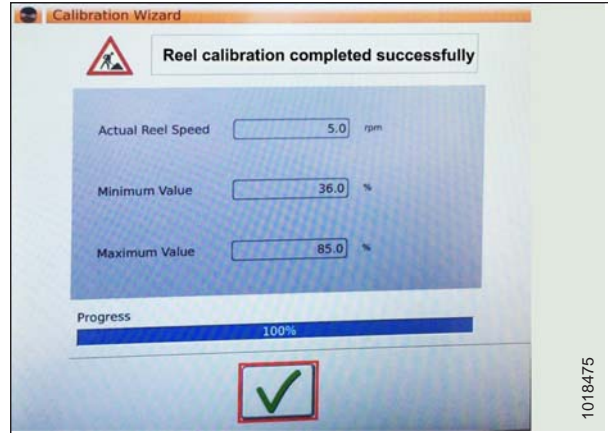 Calibration Wizard
Reel calibration completed successfully
Actual Reel Speed 5.0 rpm
Minimum Value 36.0 %
Maximum Value 85.0 %
Progress
100%
1018475